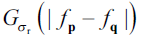 G_{σ_r}(| f_p − f_q |)